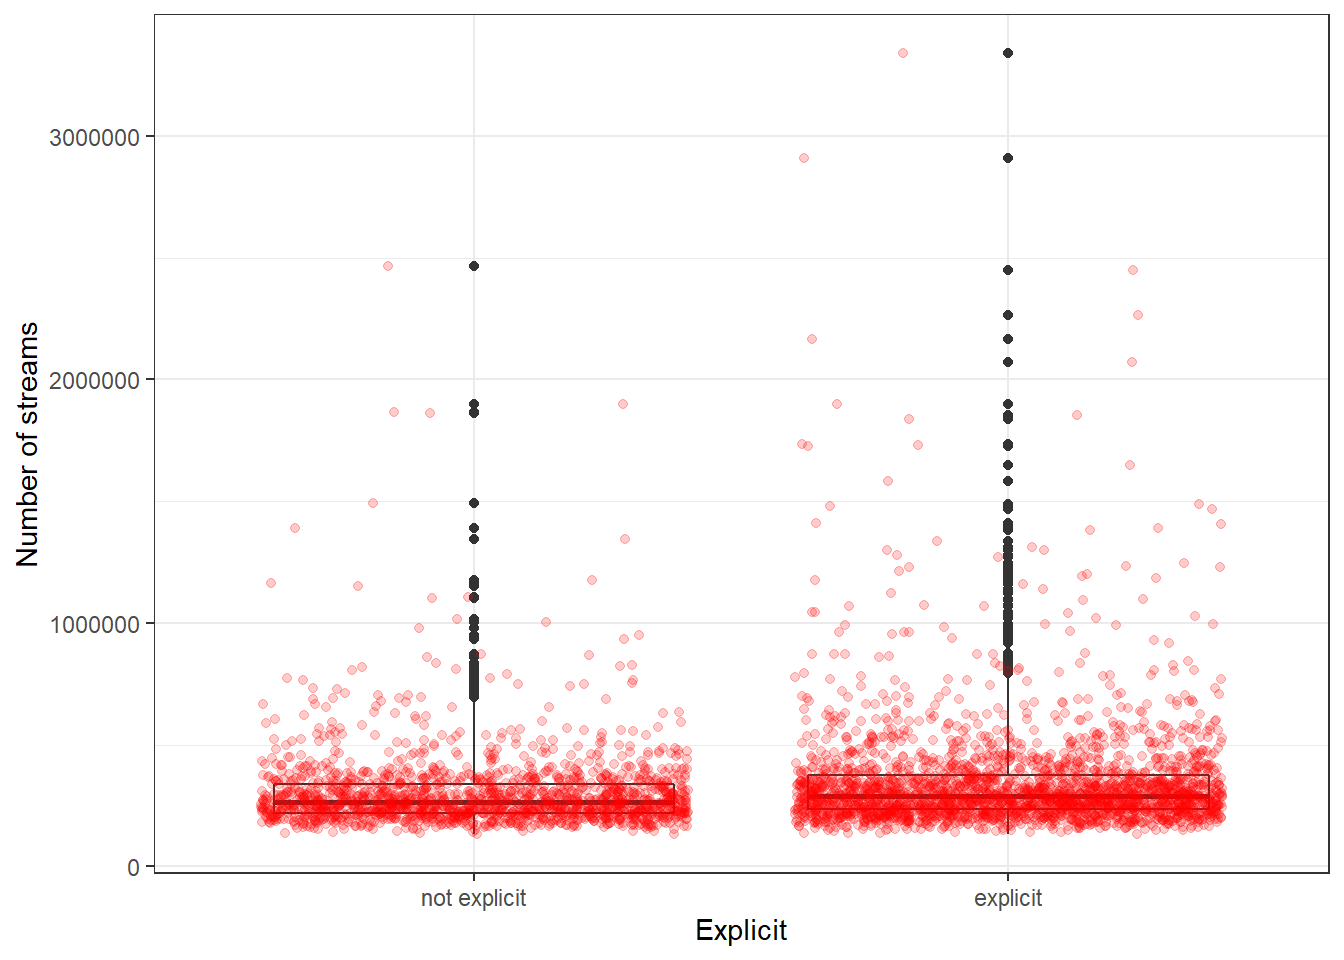 Number of streams
3000000
2000000
1000000
0
not explicit
explicit
Explicit